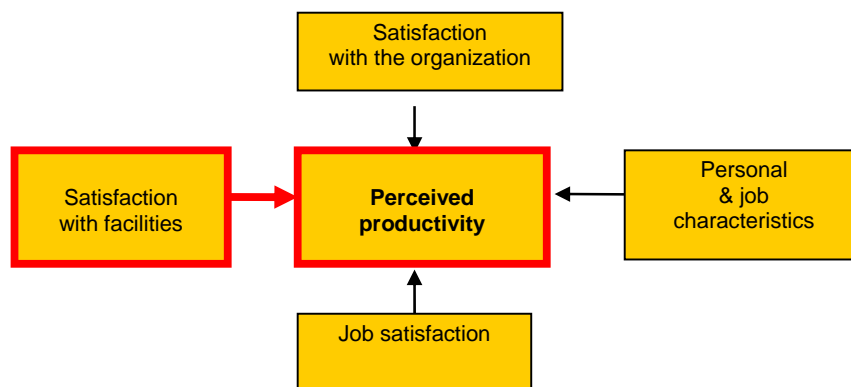 Satisfaction
with the organization
Satisfaction
with facilities
Perceived
productivity
Personal
& job
characteristics
Job satisfaction